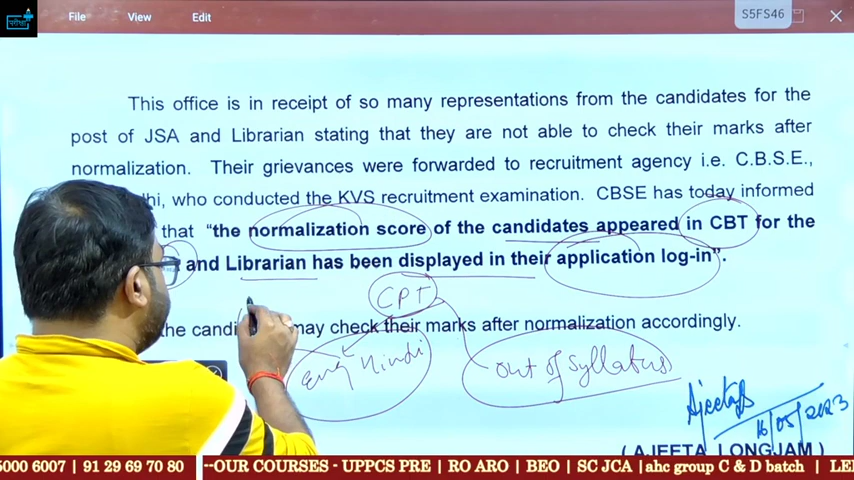 परीक्षा
File View Edit
S5FS46
This office is in receipt of so many representations from the candidates for the
post of JSA and Librarian stating that they are not able to check their marks after
normalization. Their grievances were forwarded to recruitment agency i.e. C.B.S.E.,
who conducted the KVS recruitment examination. CBSE has today informed
that “the normalization score of the candidates appeared in CBT for the
and Librarian has been displayed in their application log-in”.
CPT
the may check their marks after normalization accordingly.
Eng Hindi
out of syllabus
Ajeeta
16/05/2023
(AJEETA LONGJAM)
5000 6007 | 91 29 69 70 80 --OUR COURSES - UPPCS PRE | RO ARO | BEO | SC JCA | ahc group C & D batch | LE